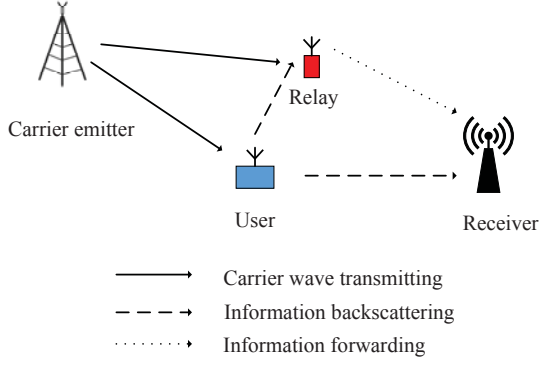 Relay
Carrier emitter
User
Receiver
Carrier wave transmitting
Information backscattering
Information forwarding